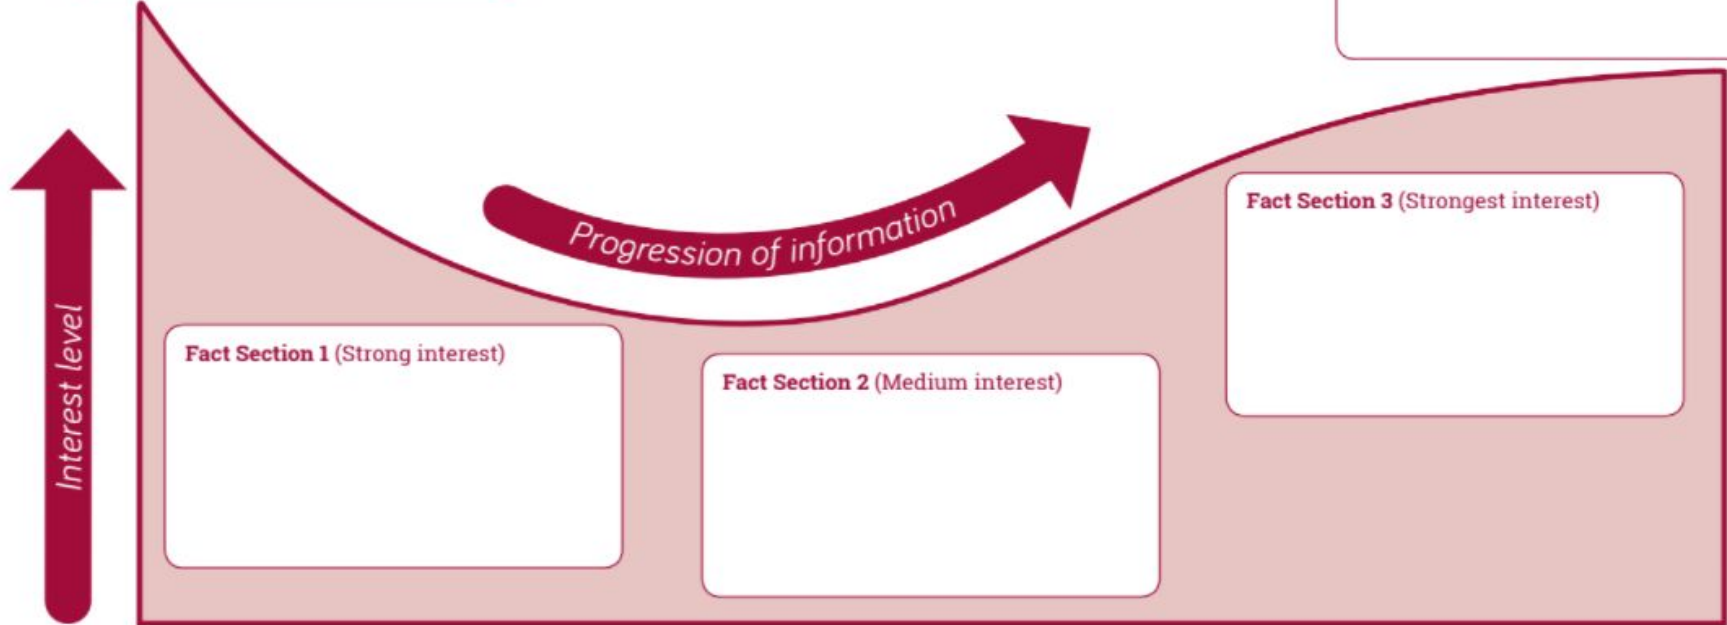 Progression of information
Interest level
Fact Section 1 (Strong interest)
Fact Section 2 (Medium interest)
Fact Section 3 (Strongest interest)